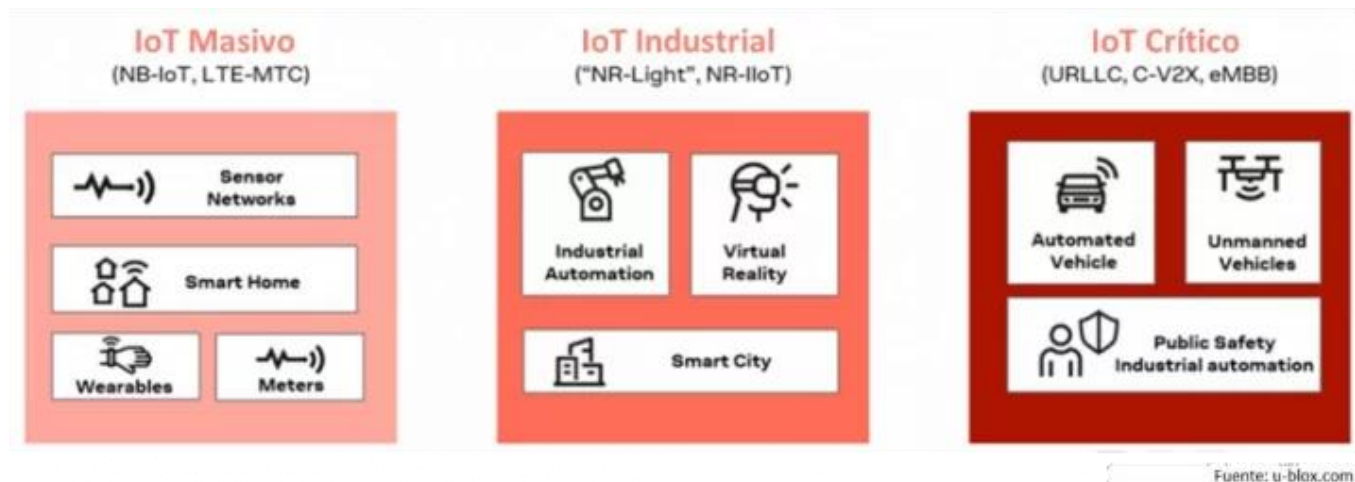 IoT Masivo
(NB-IoT, LTE-MTC)
Sensor
Networks
Smart Home
Wearables
Meters
IoT Industrial
("NR-Light", NR-IIoT)
Industrial
Automation
Virtual
Reality
Smart City
IoT Crítico
(URLLC, C-V2X, eMBB)
Automated
Vehicle
Unmanned
Vehicles
Public Safety
Industrial automation
Fuente: u-blox.com